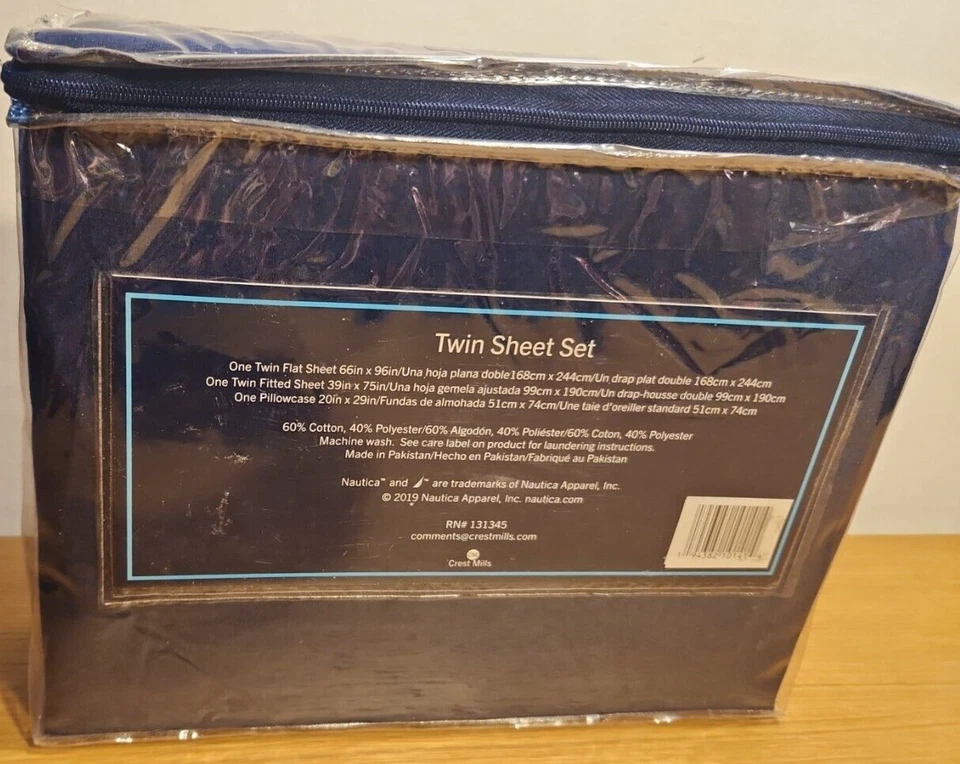 Twin Sheet Set
One Twin Flat Sheet 66in x 96in/Una hoja plana doble168cm x 244cm/Un drap plat double 168cm x 244cm
One Twin Fitted Sheet 39in x 75in/Una hoja gemela ajustada 99cm x 190cm/Un drap-housse double 99cm x 190cm
One Pillowcase 20in x 29in/Fundas de almohada 51cm x 74cm/Une taie d'oreiller standard 51cm x 74cm
60% Cotton, 40% Polyester/60% Algodón, 40% Poliéster/60% Coton, 40% Polyester
Machine wash. See care label on product for laundering instructions.
Made in Pakistan/Hecho en Pakistan/Fabriqué au Pakistan
Nautica™ and ™ are trademarks of Nautica Apparel, Inc.
© 2019 Nautica Apparel, Inc. nautica.com
RN# 131345
comments@crestmills.com
CM
Crest Mills